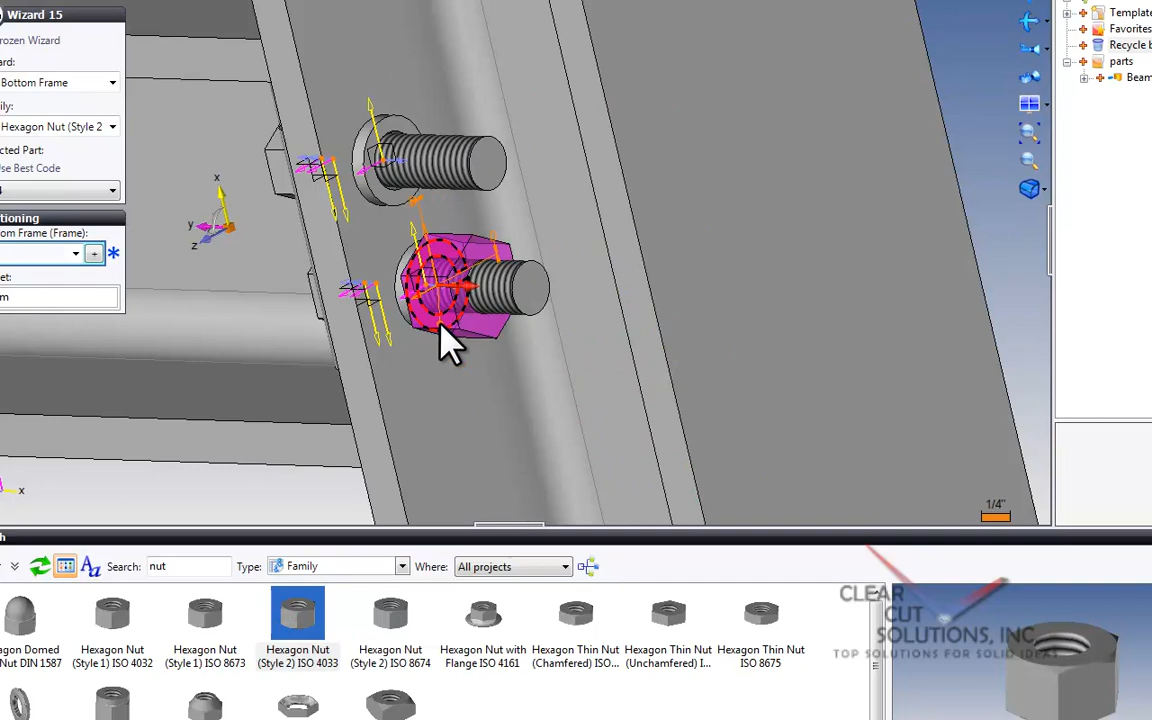 Wizard 15
rozen Wizard
ard:
Bottom Frame
ily:
Hexagon Nut (Style 2
cted Part:
Use Best Code
4
tioning
om Frame (Frame):
+
et:
m
x
y
z
x
1/4"
Template
Favorites
Recycle b
parts
Beam
h
Search:
nut
Type:
Family
Where:
All projects
agon Domed
Nut DIN 1587
Hexagon Nut
(Style 1) ISO 4032
Hexagon Nut
(Style 1) ISO 8673
Hexagon Nut
(Style 2) ISO 4033
Hexagon Nut
(Style 2) ISO 8674
Hexagon Nut with
Flange ISO 4161
Hexagon Thin Nut
(Chamfered) ISO...
Hexagon Thin Nut
(Unchamfered) I...
Hexagon Thin Nut
ISO 8675
CLEAR
CUT
SOLUTIONS, INC
TOP SOLUTIONS FOR SOLID IDEAS